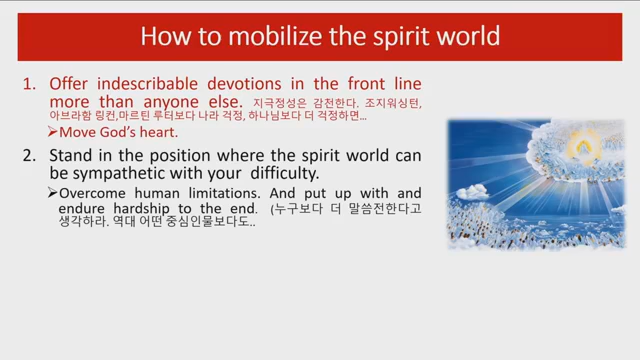 How to mobilize the spirit world
1. Offer indescribable devotions in the front line
more than anyone else. 지극정성은 감천한다. 조지워싱턴,
아브라함 링컨,마르틴 루터보다 나라 걱정, 하나님보다 더 걱정하면…
➢Move God's heart.
2. Stand in the position where the spirit world can
be sympathetic with your difficulty.
➢Overcome human limitations. And put up with and
endure hardship to the end. (누구보다 더 말씀전한다고
생각하라. 역대 어떤 중심인물보다도..